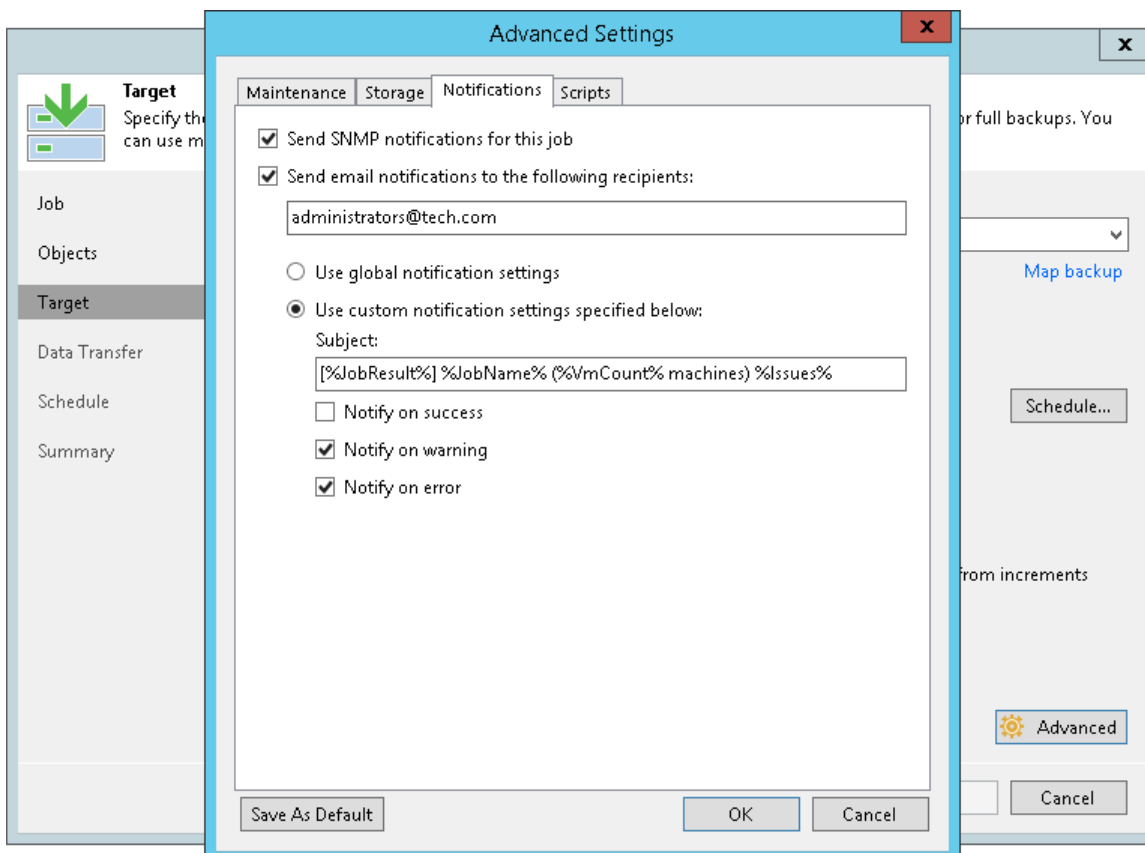 Advanced Settings
x
x
Target
Specify th
or full backups. You
can use m
Job
Objects
Target
Data Transfer
Schedule
Summary
Maintenance
Storage
Notifications
Scripts
Send SNMP notifications for this job
Send email notifications to the following recipients:
administrators@tech.com
Use global notification settings
Use custom notification settings specified below:
Subject:
[%JobResult%] %JobName% (%VmCount% machines) %Issues%
Notify on success
Notify on warning
Notify on error
Save As Default
OK
Cancel
Map backup
Schedule...
from increments
Advanced
Cancel